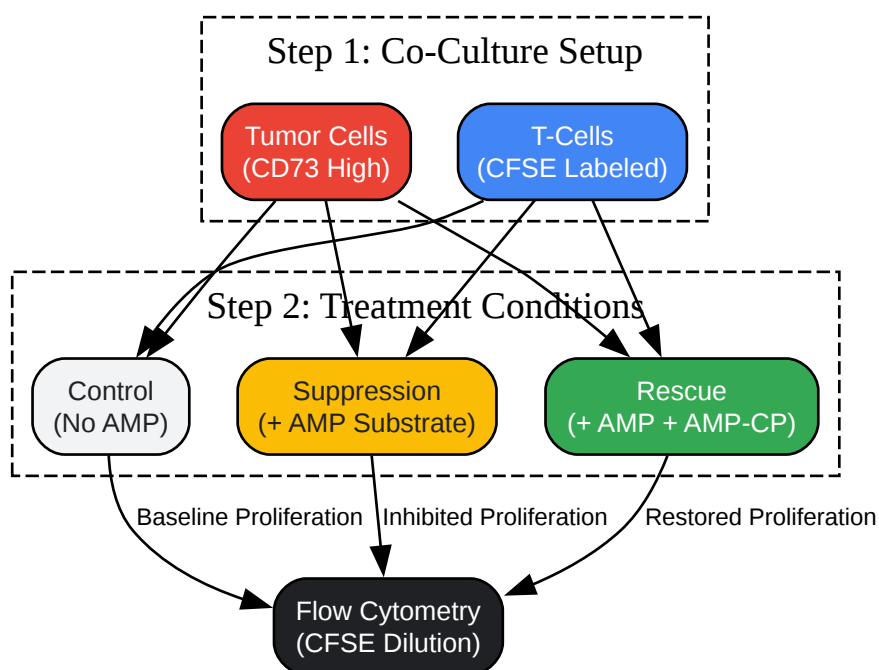 Step 1: Co-Culture Setup
Tumor Cells
(CD73 High)
T-Cells
(CFSE Labeled)
Step 2: Treatment Conditions
Control
(No AMP)
Suppression
(+ AMP Substrate)
Rescue
(+ AMP + AMP-CP)
Baseline Proliferation
Inhibited Proliferation
Restored Proliferation
Flow Cytometry
(CFSE Dilution)